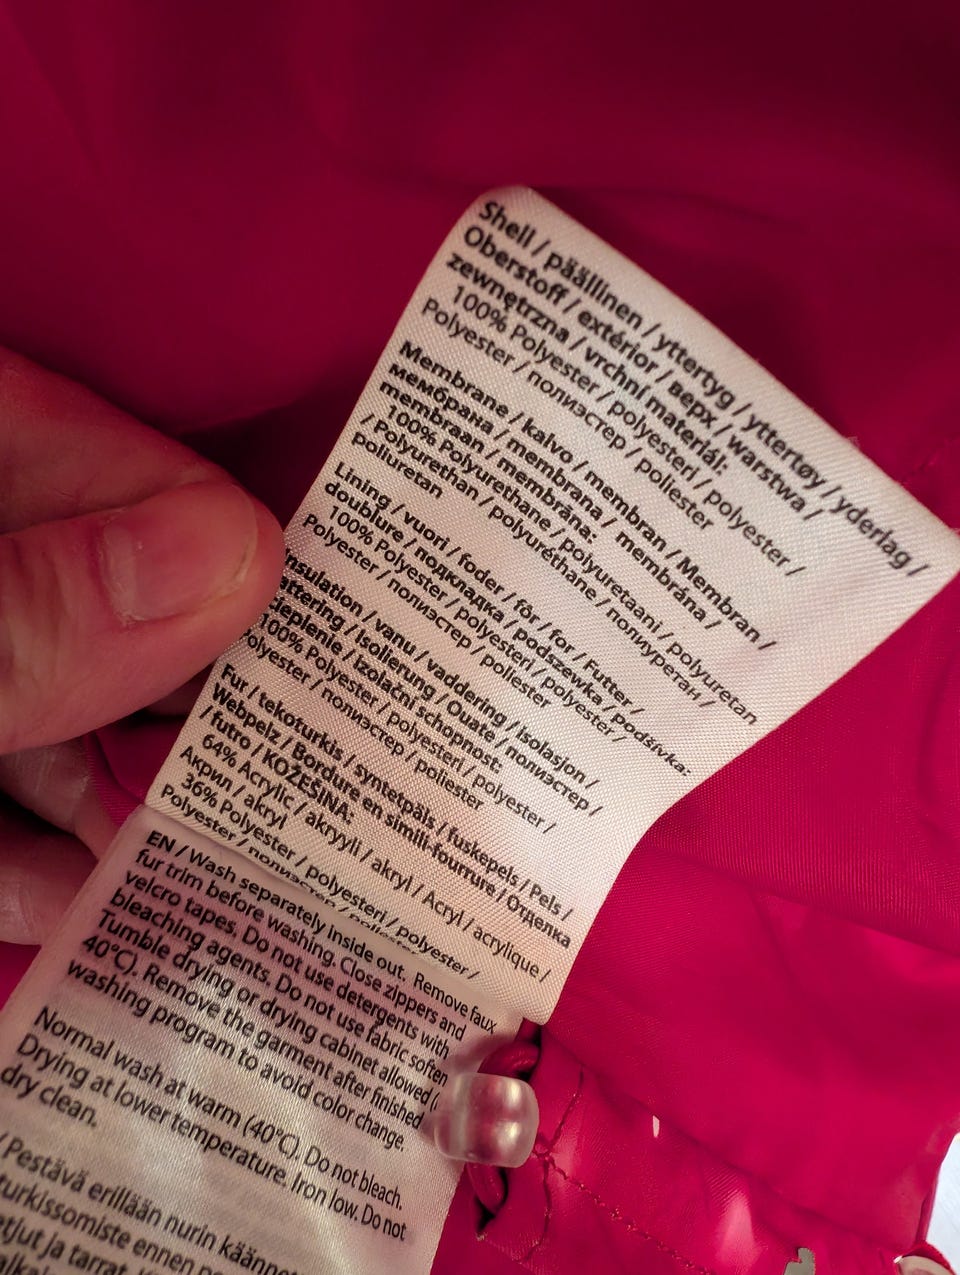 Shell / päällinen / yttertyg / yttertøy / yderlag /
Oberstoff / extérior / верх / warstwa
zewnętrzna / vrchní materiál:
100% Polyester / polyesteri / polyester /
Polyester / полиэстер / poliester
Membrane / kalvo / membran / Membran /
мембрана / membrana / membrána /
membraan / membrāna:
100% Polyurethane / polyuretaani / polyuretan
/ Polyurethan / polyuréthane / полиуретан /
poliuretan
Lining / vuori / foder / fôr / for / Futter /
doublure / подкладка / podszewka / podšívka:
100% Polyester / polyesteri / polyester /
Polyester / полиэстер / poliester
Insulation / vanu / vaddering / isolasjon /
/ Isolierung / Ouate / полиэстер /
/ Izolační schopnost:
100% Polyester / polyesteri / polyester /
Polyester / полиэстер / poliester
Fur / tekoturkis / syntetpäls / fuskepels / Pels /
Webpelz / Bordure en simili-fourrure / Отделка
/ futro / KOŽEŠINA:
64% Acrylic / akryyli / akryl / Acryl / acrylique /
Акрил / akryl
36% Polyester / polyesteri / polyester /
Polyester / полиэстер / poliester
EN / Wash separately inside out. Remove faux
fur trim before washing. Close zippers and
velcro tapes. Do not use detergents with
bleaching agents. Do not use fabric soften
Tumble drying or drying cabinet allowed (
40°C). Remove the garment after finished
washing program to avoid color change.
Normal wash at warm (40°C). Do not bleach.
Drying at lower temperature. Iron low. Do not
dry clean.
/ Pestävä erillään nurin käännet
turkissomiste ennen
ja tarrat.